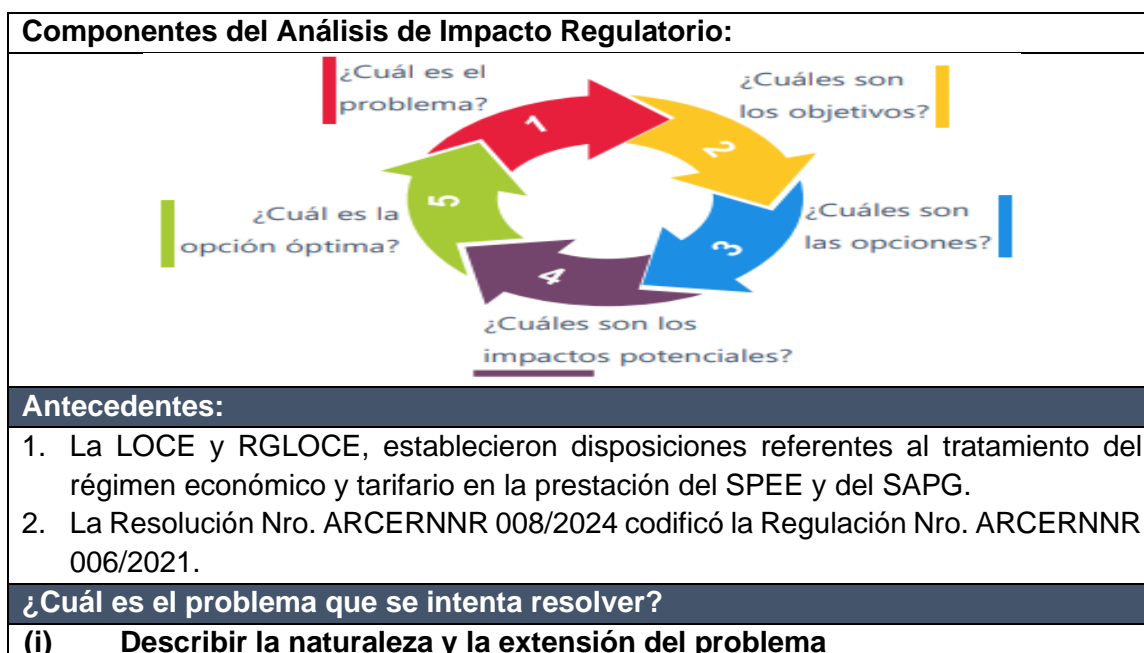 Componentes del Análisis de Impacto Regulatorio:
¿Cuál es el
problema?
1
¿Cuáles son
los objetivos?
2
¿Cuáles son
las opciones?
3
¿Cuáles son los
impactos potenciales?
4
¿Cuál es la
opción óptima?
5
Antecedentes:
1. La LOCE y RGLOCE, establecieron disposiciones referentes al tratamiento del
régimen económico y tarifario en la prestación del SPEE y del SAPG.
2. La Resolución Nro. ARCERNNR 008/2024 codificó la Regulación Nro. ARCERNNR
006/2021.
¿Cuál es el problema que se intenta resolver?
(i) Describir la naturaleza y la extensión del problema